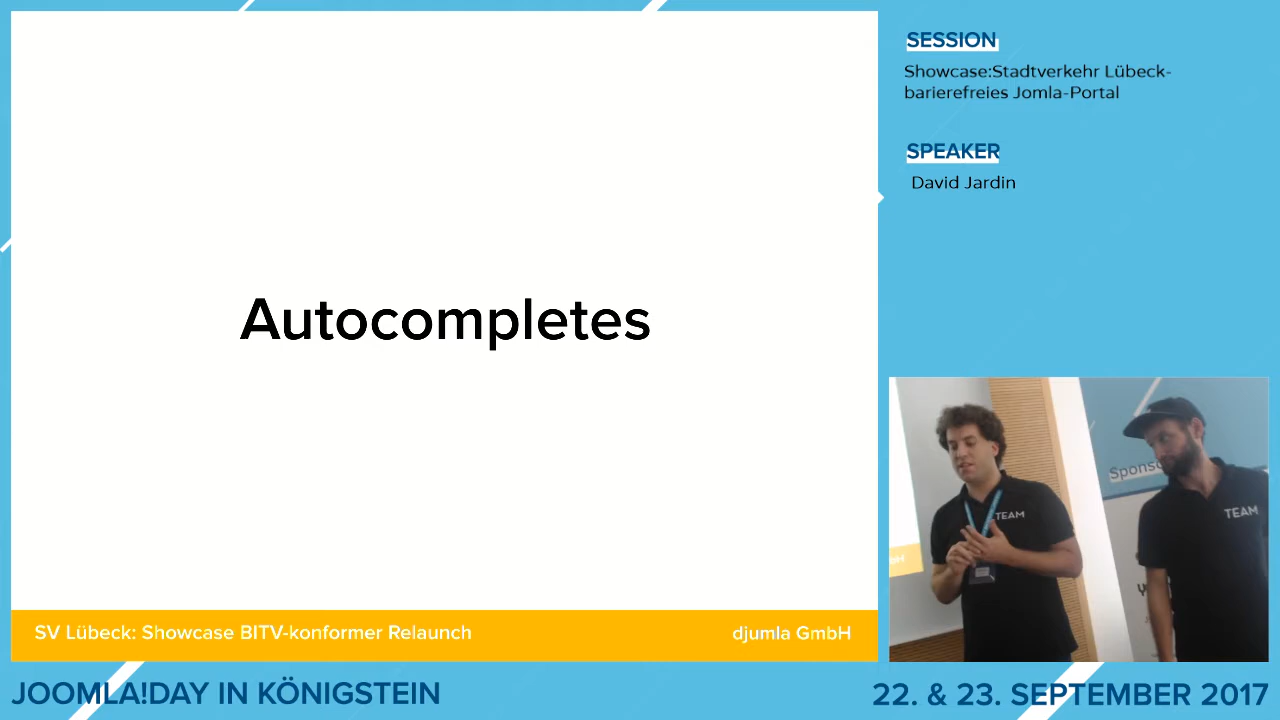 SESSION
Showcase:Stadtverkehr Lübeck-
barierefreies Jomla-Portal
SPEAKER
David Jardin
Autocompletes
TEAM
TEAM
SV Lübeck: Showcase BITV-konformer Relaunch
djumla GmbH
JOOMLA!DAY IN KÖNIGSTEIN
22. & 23. SEPTEMBER 2017